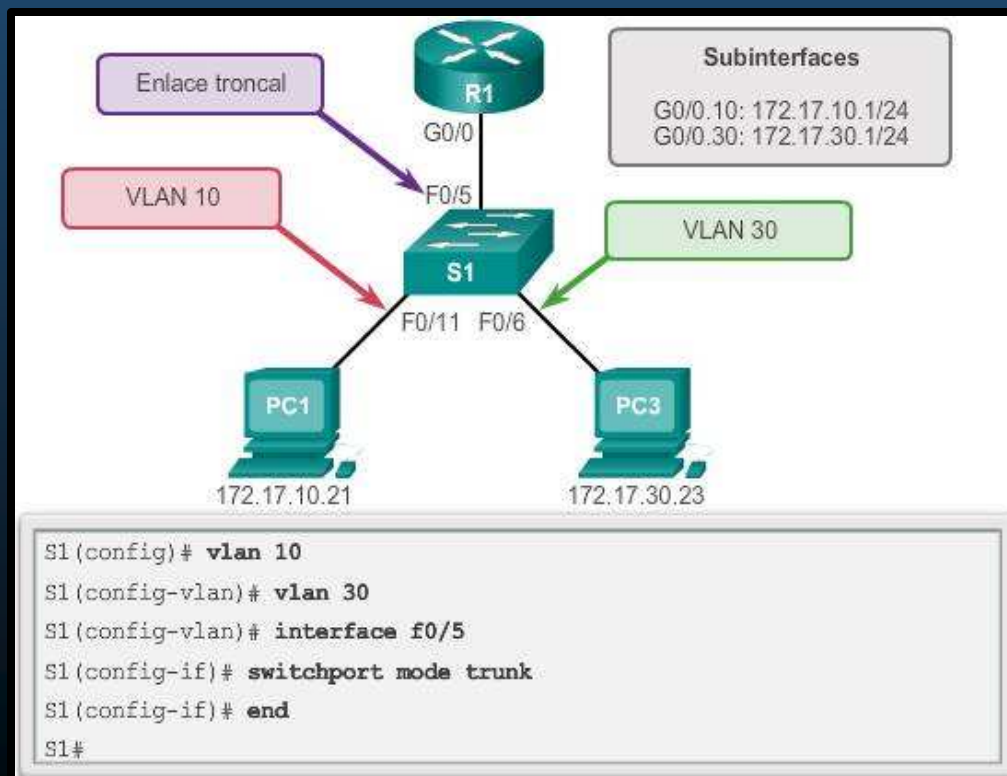 R1
Enlace troncal
Subinterfaces
G0/0.10: 172.17.10.1/24
G0/0.30: 172.17.30.1/24
G0/0
VLAN 10
F0/5
VLAN 30
S1
F0/11 F0/6
PC1
PC3
172.17.10.21
172.17.30.23
S1(config)# vlan 10
S1(config-vlan)# vlan 30
S1(config-vlan)# interface f0/5
S1(config-if)# switchport mode trunk
S1(config-if)# end
S1#